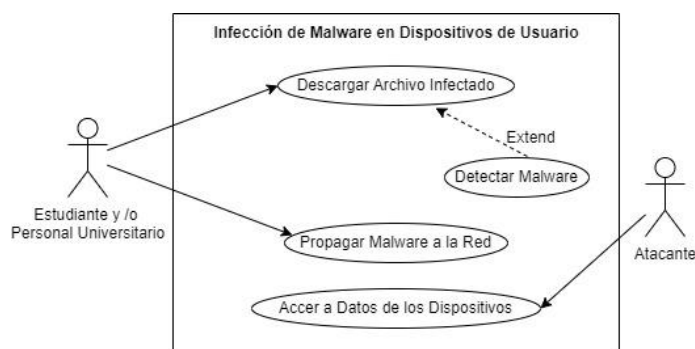 Infección de Malware en Dispositivos de Usuario
Descargar Archivo Infectado
Extend
Detectar Malware
Estudiante y /o
Personal Universitario
Propagar Malware a la Red
Atacante
Accer a Datos de los Dispositivos